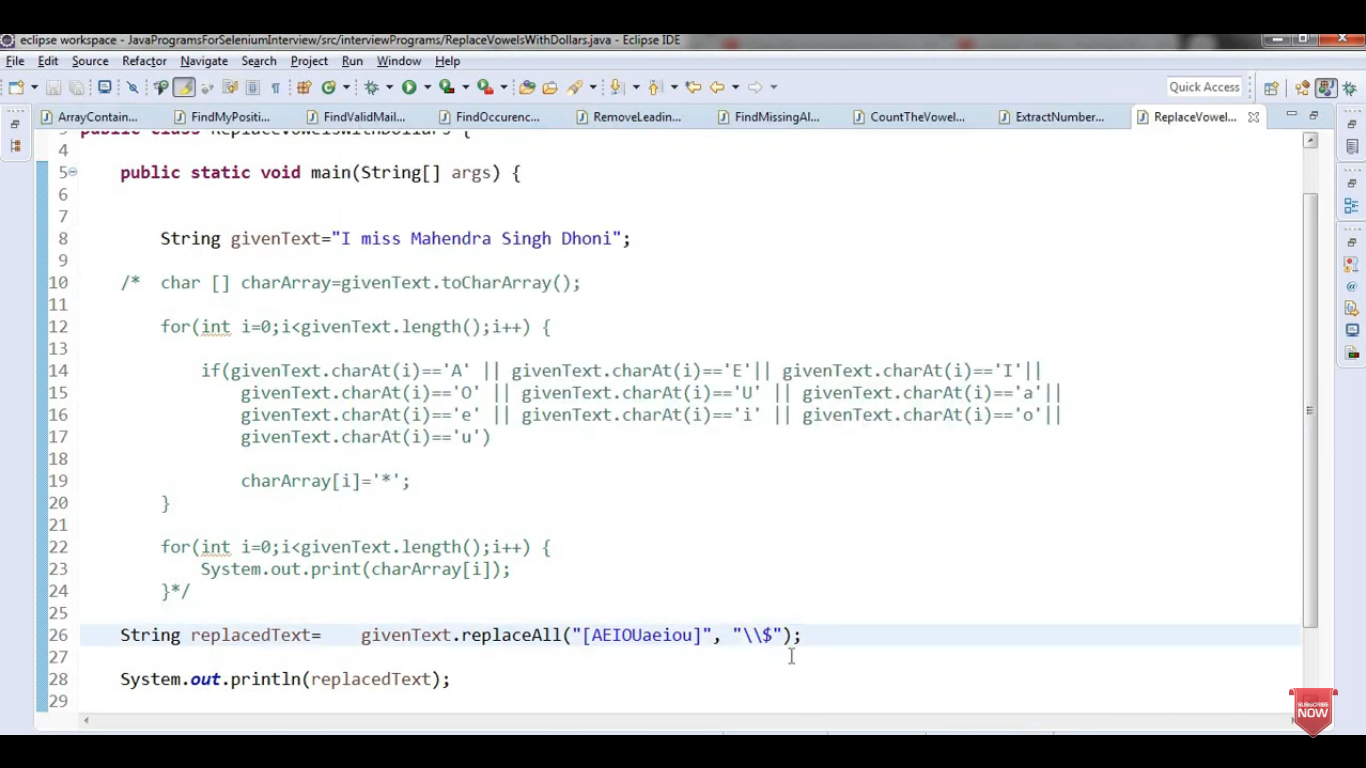 eclipse workspace - JavaProgramsForSeleniumInterview/src/interviewPrograms/ReplaceVowelsWithDollars.java - Eclipse IDE
File Edit Source Refactor Navigate Search Project Run Window Help
Quick Access
ArrayContain... FindMyPositi... FindValidMail... FindOccurenc... RemoveLeadin... FindMissingAl... CountTheVowel... ExtractNumber... ReplaceVowel...
3 public class ReplaceVowelsWithDollars {
4
5 public static void main(String[] args) {
6
7
8 String givenText="I miss Mahendra Singh Dhoni";
9
10 /* char [] charArray=givenText.toCharArray();
11
12 for(int i=0;i<givenText.length();i++) {
13
14 if(givenText.charAt(i)=='A' || givenText.charAt(i)=='E'|| givenText.charAt(i)=='I'||
15 givenText.charAt(i)=='O' || givenText.charAt(i)=='U' || givenText.charAt(i)=='a'||
16 givenText.charAt(i)=='e' || givenText.charAt(i)=='i' || givenText.charAt(i)=='o'||
17 givenText.charAt(i)=='u')
18
19 charArray[i]='*';
20 }
21
22 for(int i=0;i<givenText.length();i++) {
23 System.out.print(charArray[i]);
24 }*/
25
26 String replacedText= givenText.replaceAll("[AEIOUaeiou]", "\\$");
27
28 System.out.println(replacedText);
29
SUBSCRIBE
NOW